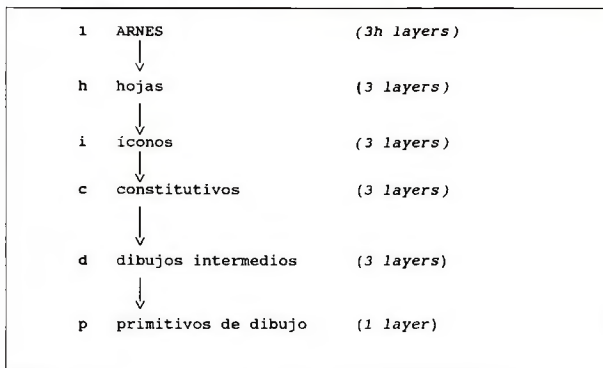 1 ARNES (3h layers)
h hojas (3 layers)
i íconos (3 layers)
c constitutivos (3 layers)
d dibujos intermedios (3 layers)
p primitivos de dibujo (1 layer)